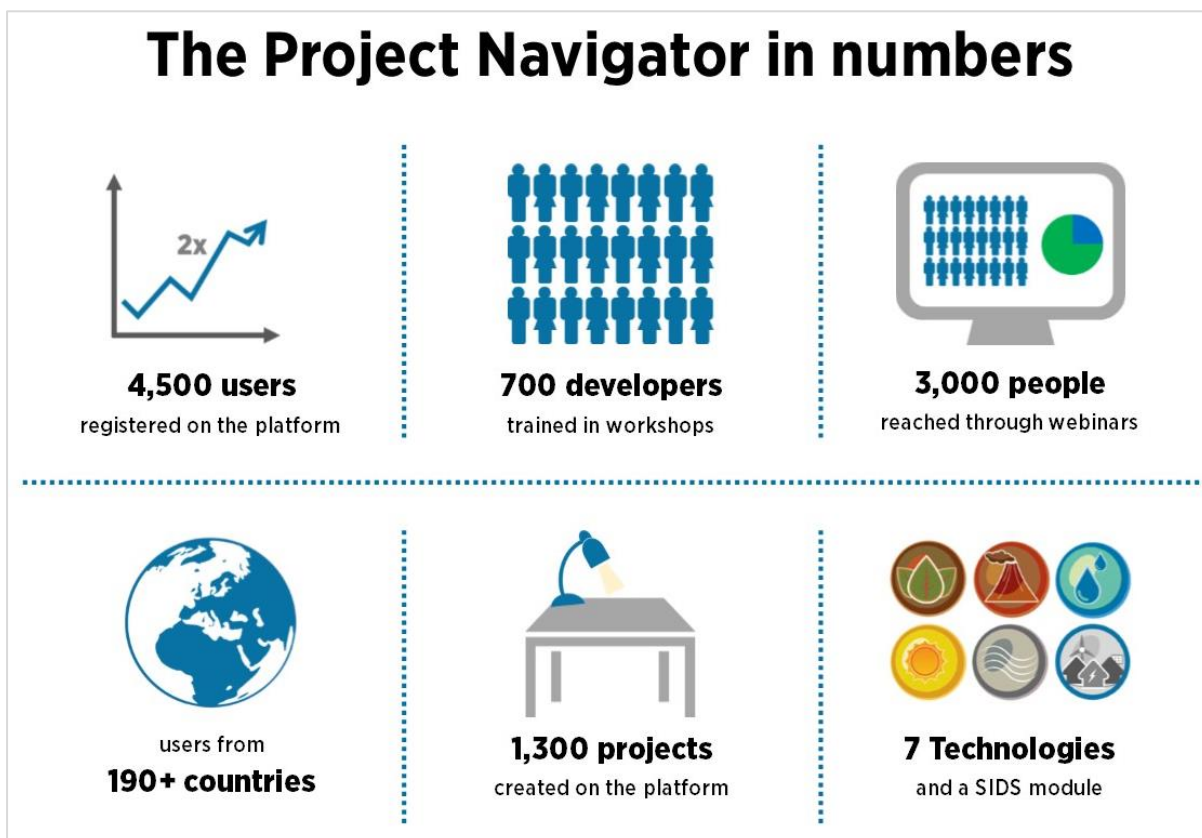 The Project Navigator in numbers
2x
4,500 users
registered on the platform
700 developers
trained in workshops
3,000 people
reached through webinars
users from
190+ countries
1,300 projects
created on the platform
7 Technologies
and a SIDS module